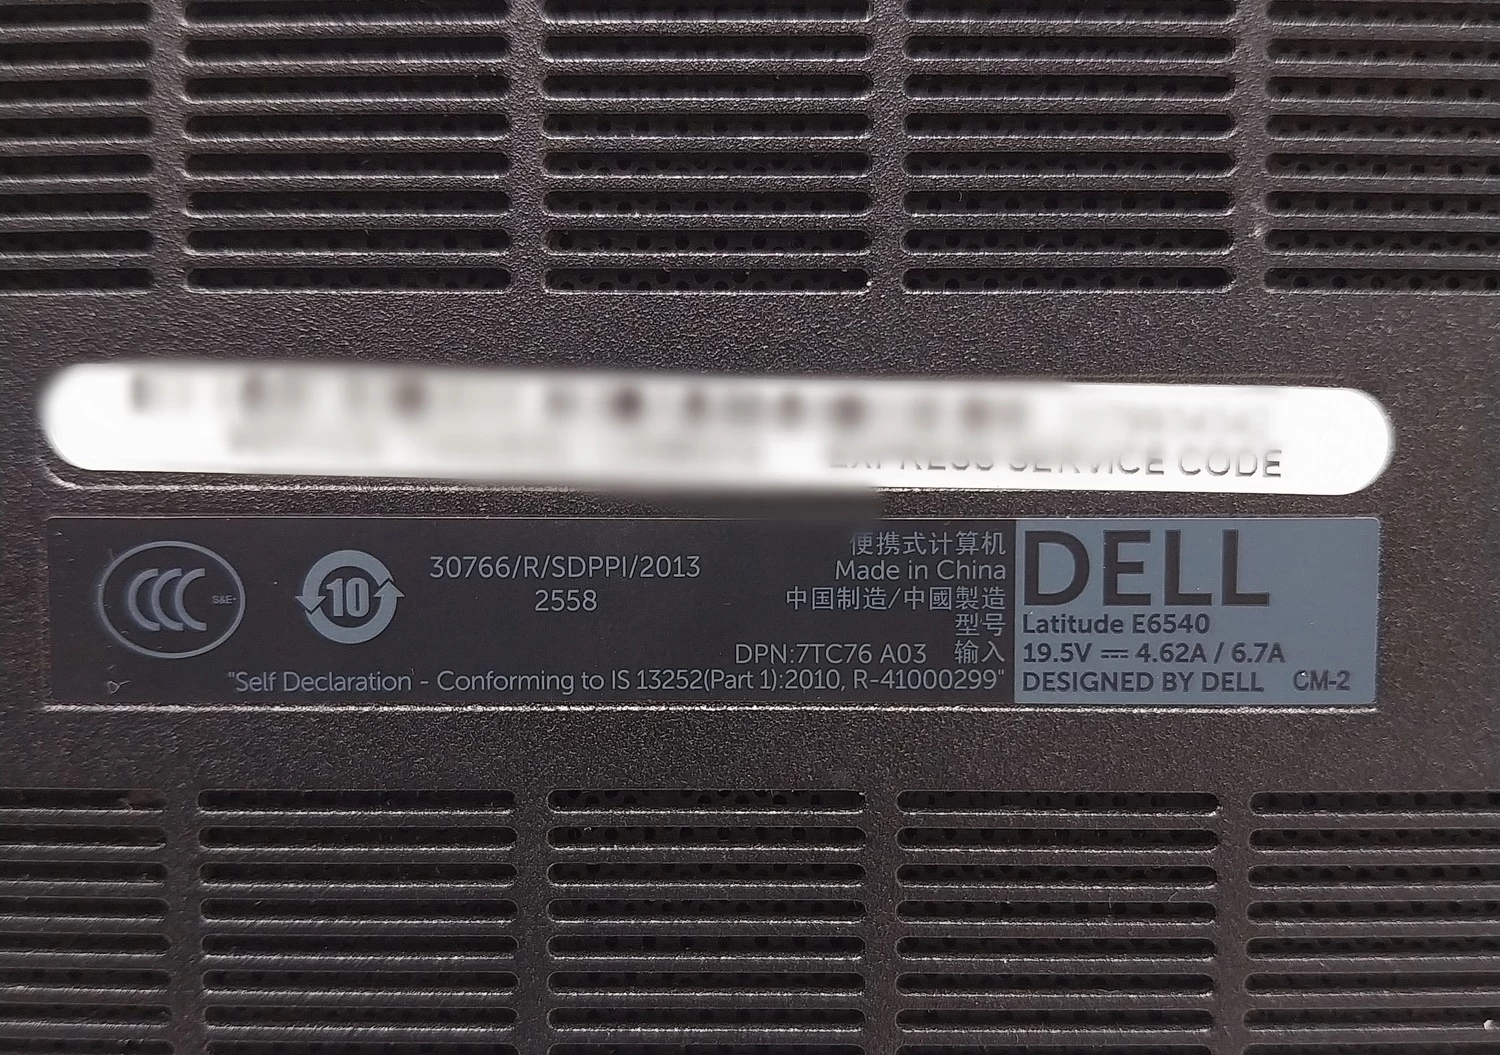 EXPRESS SERVICE CODE
CCC S&E
10
30766/R/SDPPI/2013
2558
便携式计算机
Made in China
中国制造/中國製造
型号
DPN:7TC76 A03 输入
"Self Declaration - Conforming to IS 13252(Part 1):2010, R-41000299"
DELL
Latitude E6540
19.5V ⎓ 4.62A / 6.7A
DESIGNED BY DELL CM-2